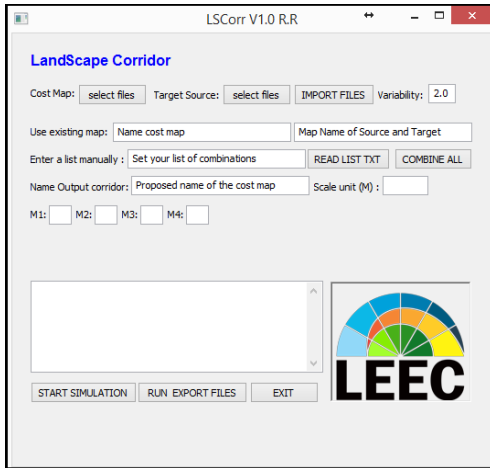 LSCorr V1.0 R.R
LandScape Corridor
Cost Map: select files Target Source: select files IMPORT FILES Variability: 2.0
Use existing map: Name cost map Map Name of Source and Target
Enter a list manually : Set your list of combinations READ LIST TXT COMBINE ALL
Name Output corridor: Proposed name of the cost map Scale unit (M) :
M1: M2: M3: M4:
LEEC
START SIMULATION RUN EXPORT FILES EXIT